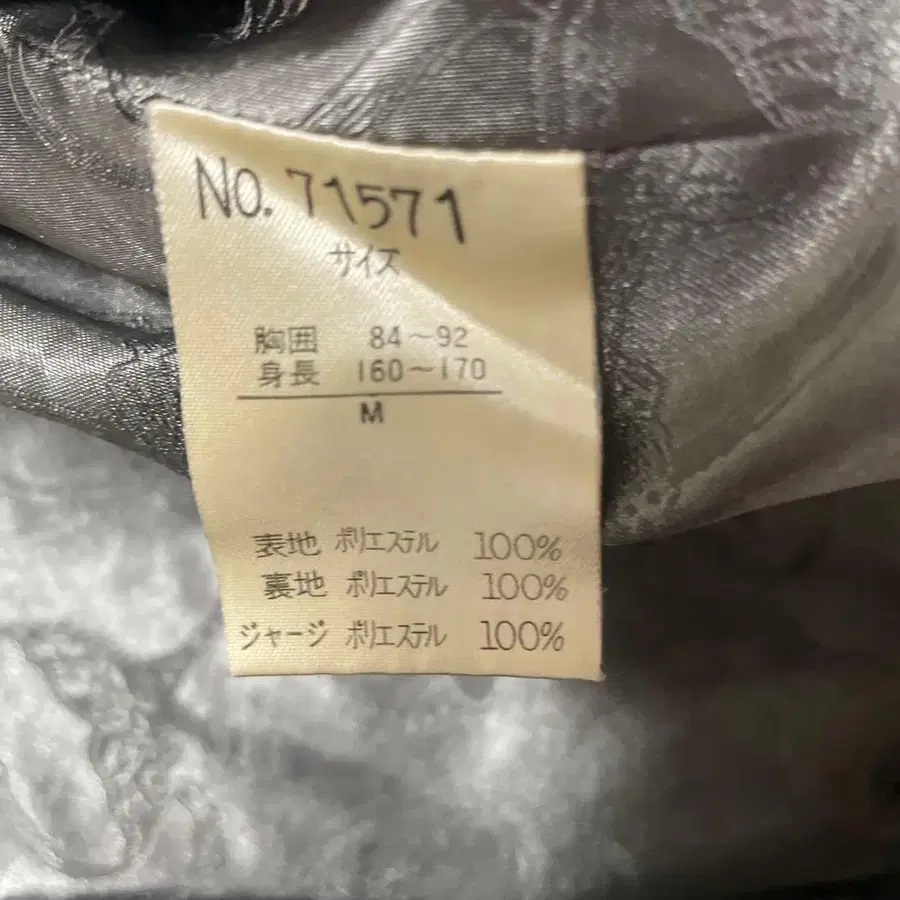 NO. 71571
サイズ
胸囲 84〜92
身長 160〜170
M
表地 ポリエステル 100%
裏地 ポリエステル 100%
ジャージ ポリエステル 100%